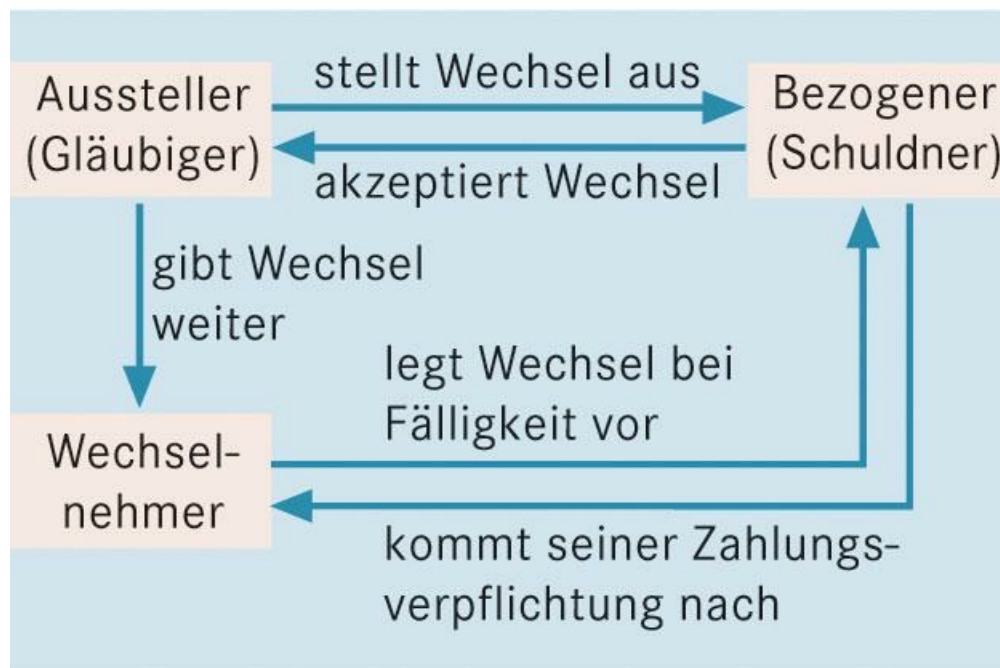 Aussteller
(Gläubiger)
stellt Wechsel aus
akzeptiert Wechsel
Bezogener
(Schuldner)
gibt Wechsel
weiter
legt Wechsel bei
Fälligkeit vor
Wechsel-
nehmer
kommt seiner Zahlungs-
verpflichtung nach